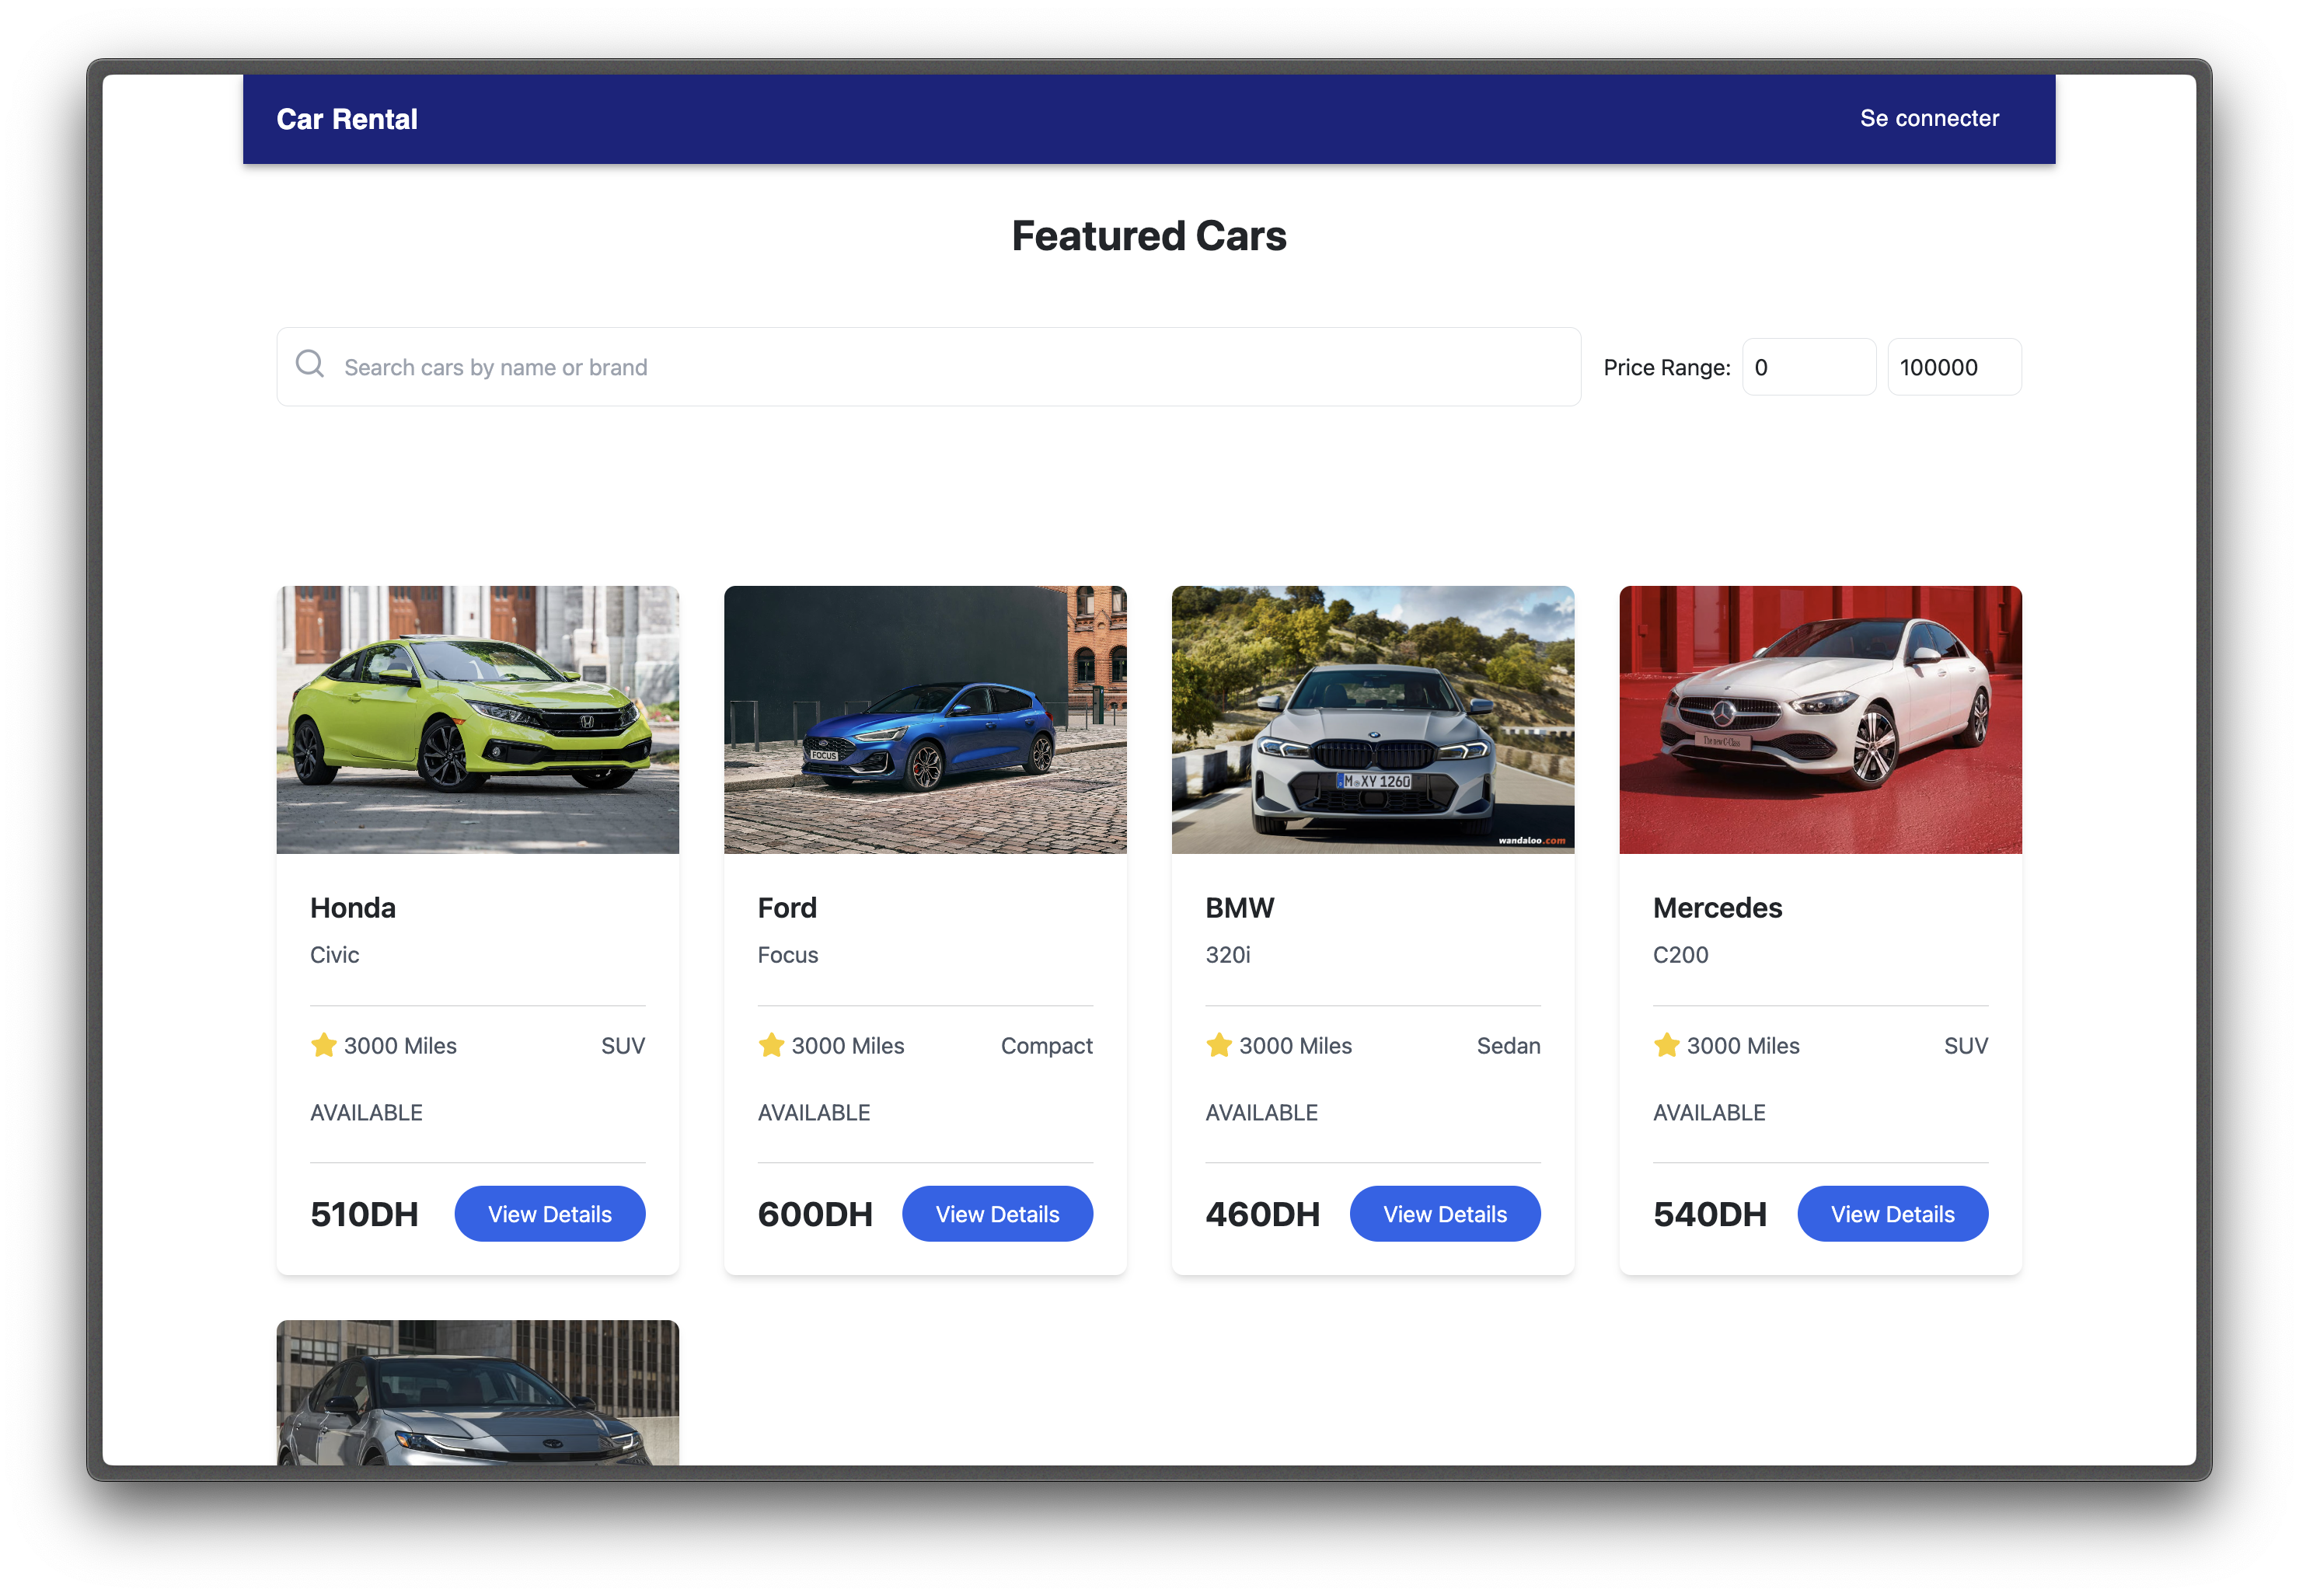 Car Rental
Se connecter
Featured Cars
Search cars by name or brand
Price Range: 0 100000
FOCUS
M XY 1260
wandaloo.com
The new C-Class
Honda
Civic
3000 Miles SUV
AVAILABLE
510DH View Details
Ford
Focus
3000 Miles Compact
AVAILABLE
600DH View Details
BMW
320i
3000 Miles Sedan
AVAILABLE
460DH View Details
Mercedes
C200
3000 Miles SUV
AVAILABLE
540DH View Details